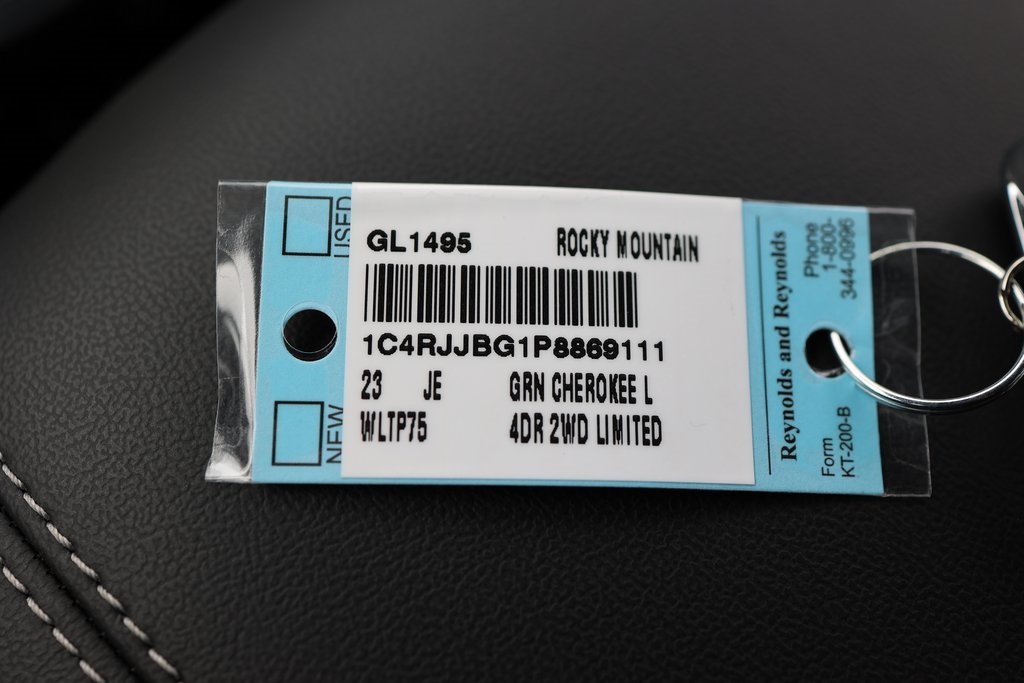 USED
NEW
GL1495 ROCKY MOUNTAIN
1C4RJJBG1P8869111
23 JE GRN CHEROKEE L
WLTP75 4DR 2WD LIMITED
Reynolds and Reynolds
Phone
1-800-
344-0996
Form
KT-200-B